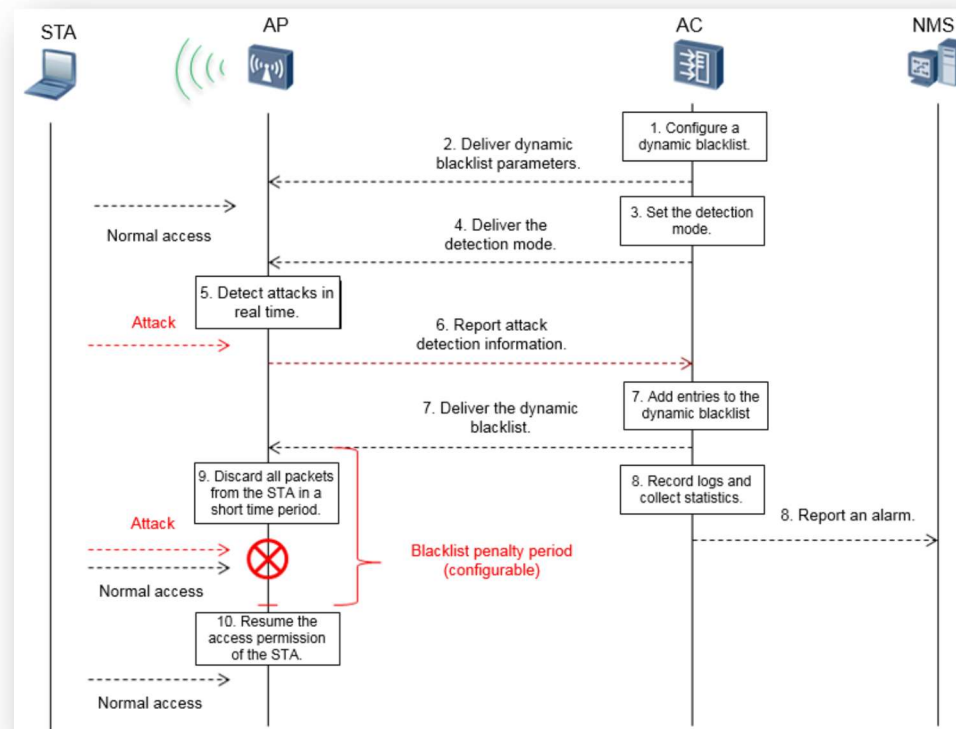 STA
AP
AC
NMS
1. Configure a
dynamic blacklist.
2. Deliver dynamic
blacklist parameters.
Normal access
3. Set the detection
mode.
4. Deliver the
detection mode.
5. Detect attacks in
real time.
Attack
6. Report attack
detection information.
7. Add entries to the
dynamic blacklist
7. Deliver the dynamic
blacklist.
9. Discard all packets
from the STA in a
short time period.
8. Record logs and
collect statistics.
8. Report an alarm.
Attack
Blacklist penalty period
(configurable)
Normal access
10. Resume the
access permission
of the STA.
Normal access